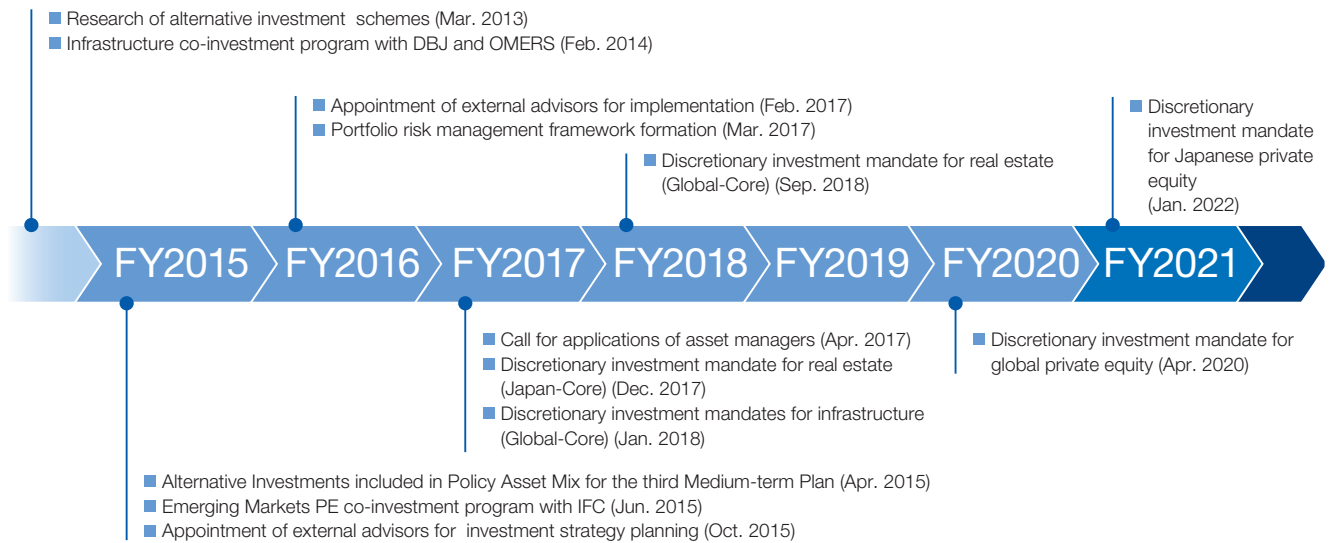 ■ Research of alternative investment schemes (Mar. 2013)
■ Infrastructure co-investment program with DBJ and OMERS (Feb. 2014)
■ Appointment of external advisors for implementation (Feb. 2017)
■ Portfolio risk management framework formation (Mar. 2017)
■ Discretionary investment mandate for real estate
(Global-Core) (Sep. 2018)
■ Discretionary
investment mandate
for Japanese private
equity
(Jan. 2022)
FY2015 FY2016 FY2017 FY2018 FY2019 FY2020 FY2021
■ Call for applications of asset managers (Apr. 2017)
■ Discretionary investment mandate for real estate
(Japan-Core) (Dec. 2017)
■ Discretionary investment mandates for infrastructure
(Global-Core) (Jan. 2018)
■ Discretionary investment mandate for
global private equity (Apr. 2020)
■ Alternative Investments included in Policy Asset Mix for the third Medium-term Plan (Apr. 2015)
■ Emerging Markets PE co-investment program with IFC (Jun. 2015)
■ Appointment of external advisors for investment strategy planning (Oct. 2015)